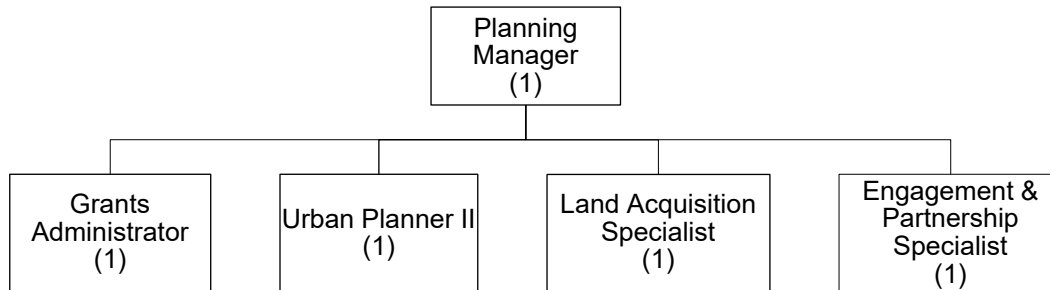 Planning
Manager
(1)
Grants
Administrator
(1)
Urban Planner II
(1)
Land Acquisition
Specialist
(1)
Engagement &
Partnership
Specialist
(1)